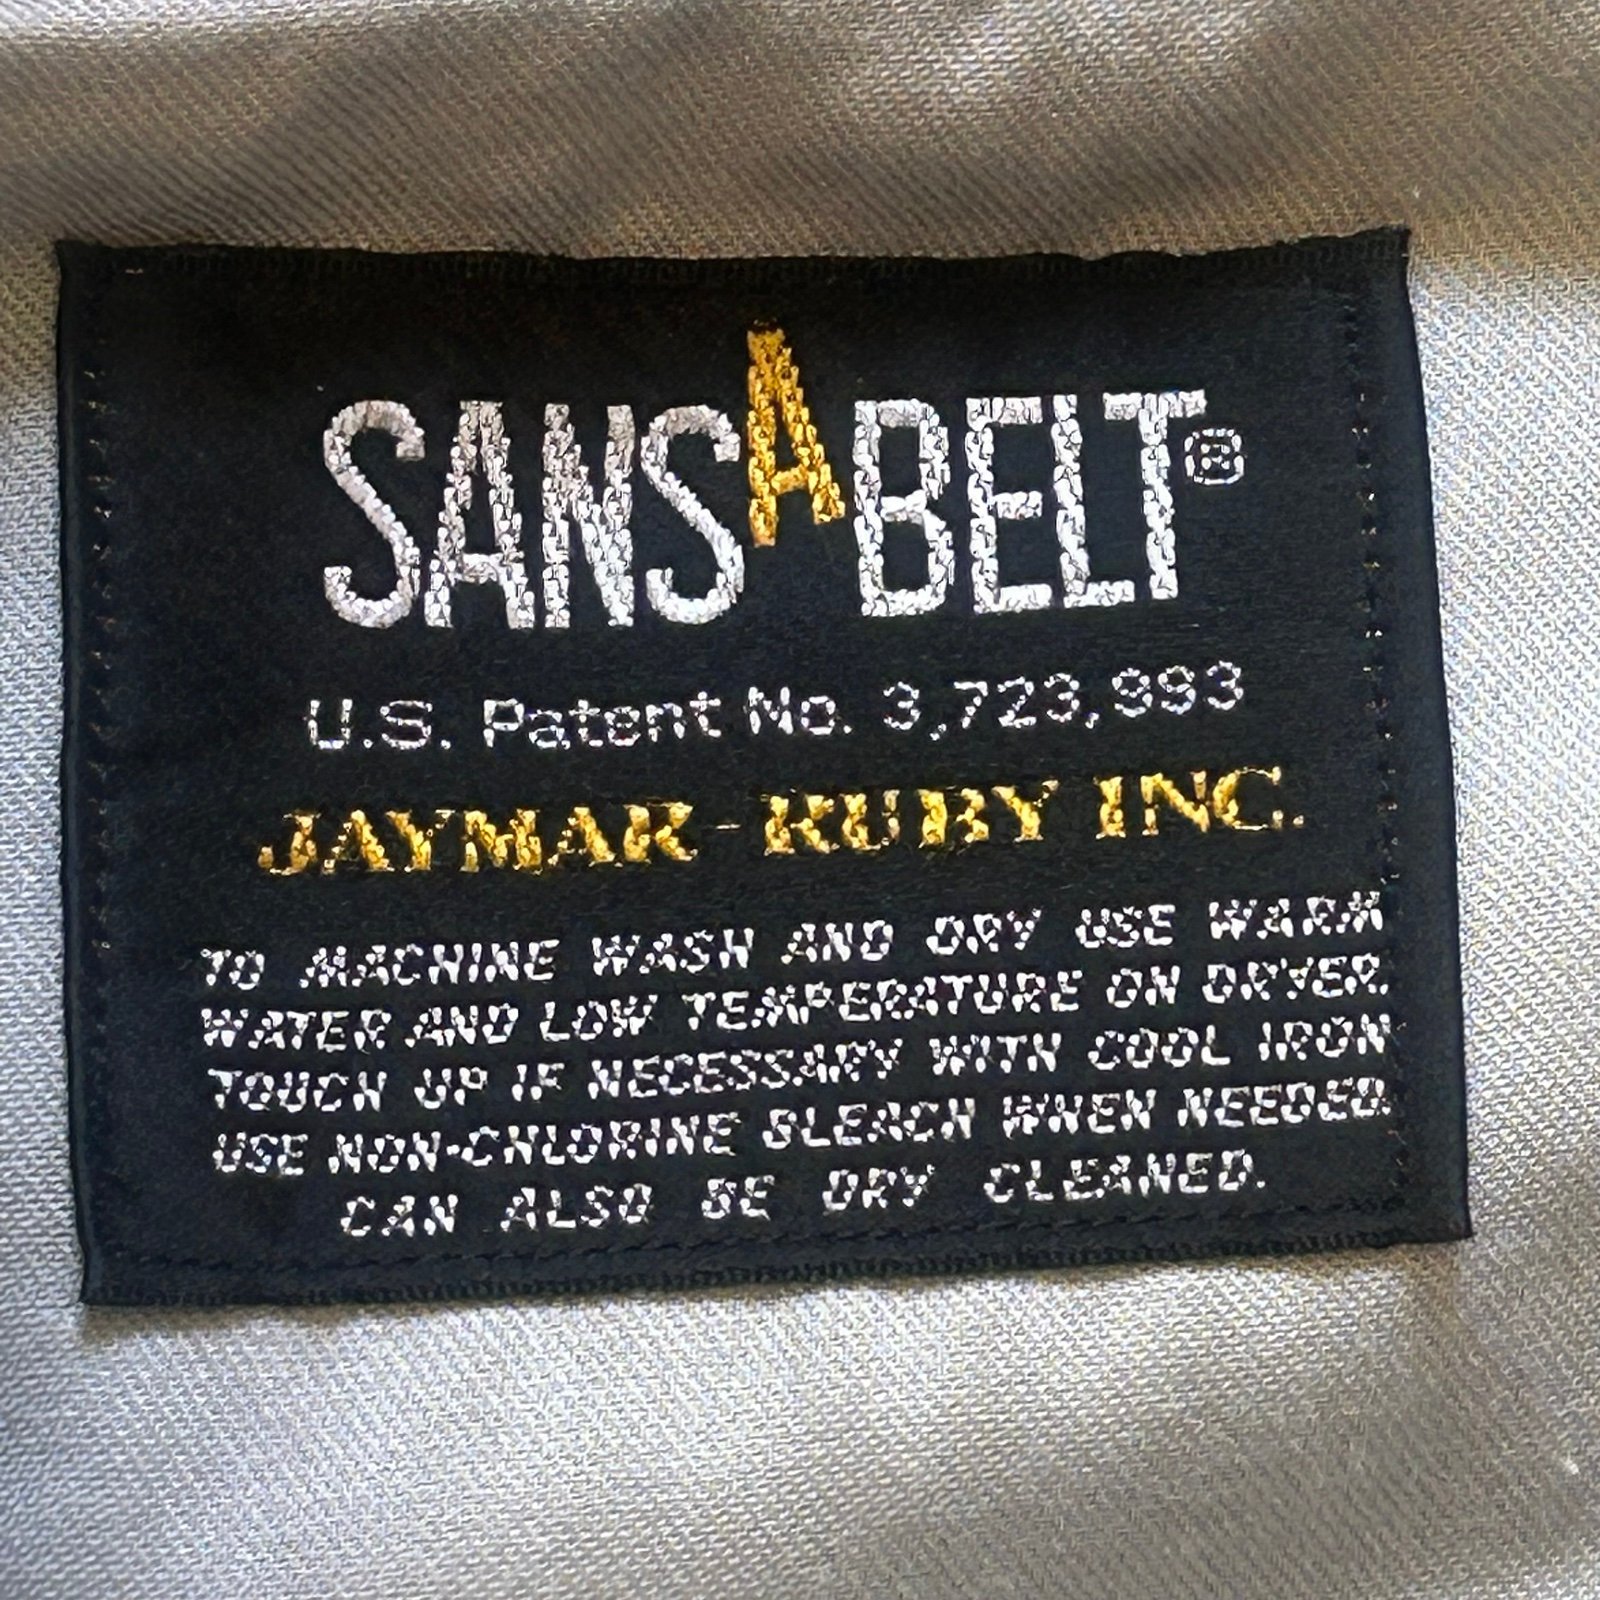 SANSABELT®
U.S. Patent No. 3,723,993
JAYMAR-RUBY INC.
TO MACHINE WASH AND DRY USE WARM
WATER AND LOW TEMPERATURE ON DRYER.
TOUCH UP IF NECESSARY WITH COOL IRON
USE NON-CHLORINE BLEACH WHEN NEEDED.
CAN ALSO BE DRY CLEANED.